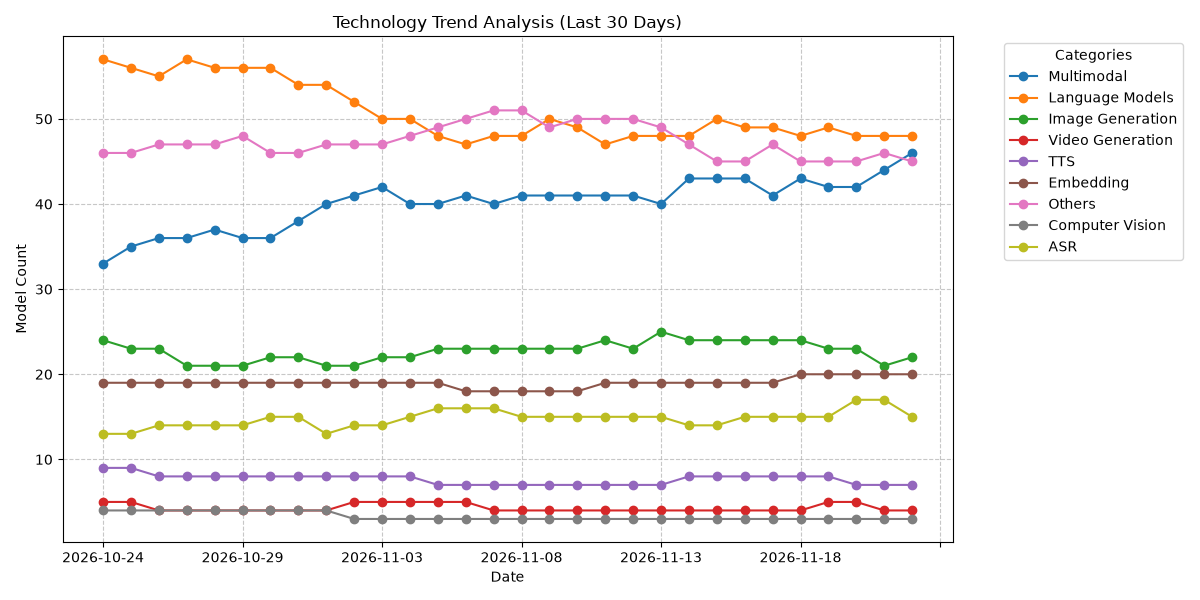 Technology Trend Analysis (Last 30 Days)
Categories
Multimodal
Language Models
Image Generation
Video Generation
TTS
Embedding
Others
Computer Vision
ASR
Model Count
50
40
30
20
10
2026-10-24 2026-10-29 2026-11-03 2026-11-08 2026-11-13 2026-11-18
Date